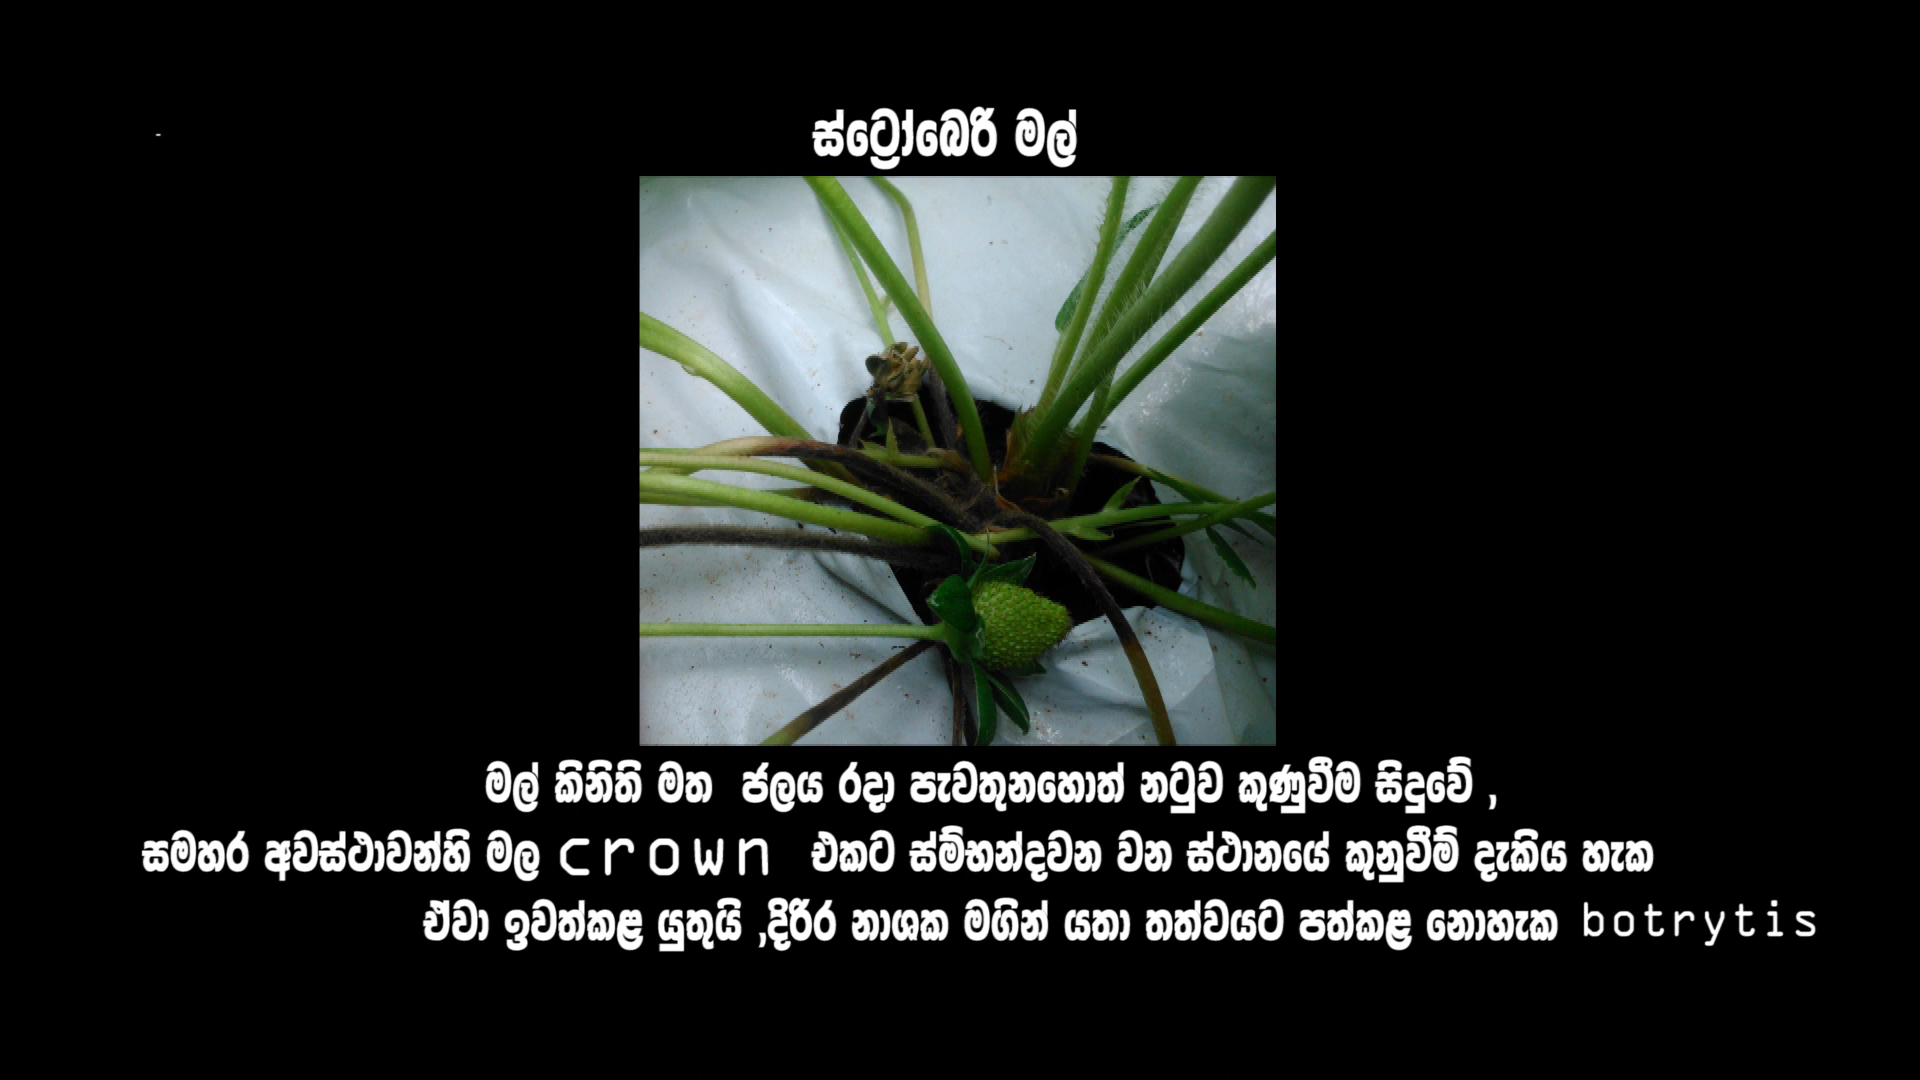 ස්ට්‍රෝබෙරි මල්
මල් කිනිති මත ජලය රදා පැවතුනහොත් නටුව කුණුවීම සිදුවේ ,
සමහර අවස්ථාවන්හි මල crown එකට ස්ම්භන්දවන වන ස්ථානයේ කුනුවීම් දැකිය හැක
ඒවා ඉවත්කළ යුතුයි ,දිරිර නාශක මගින් යතා තත්වයට පත්කළ නොහැක botrytis